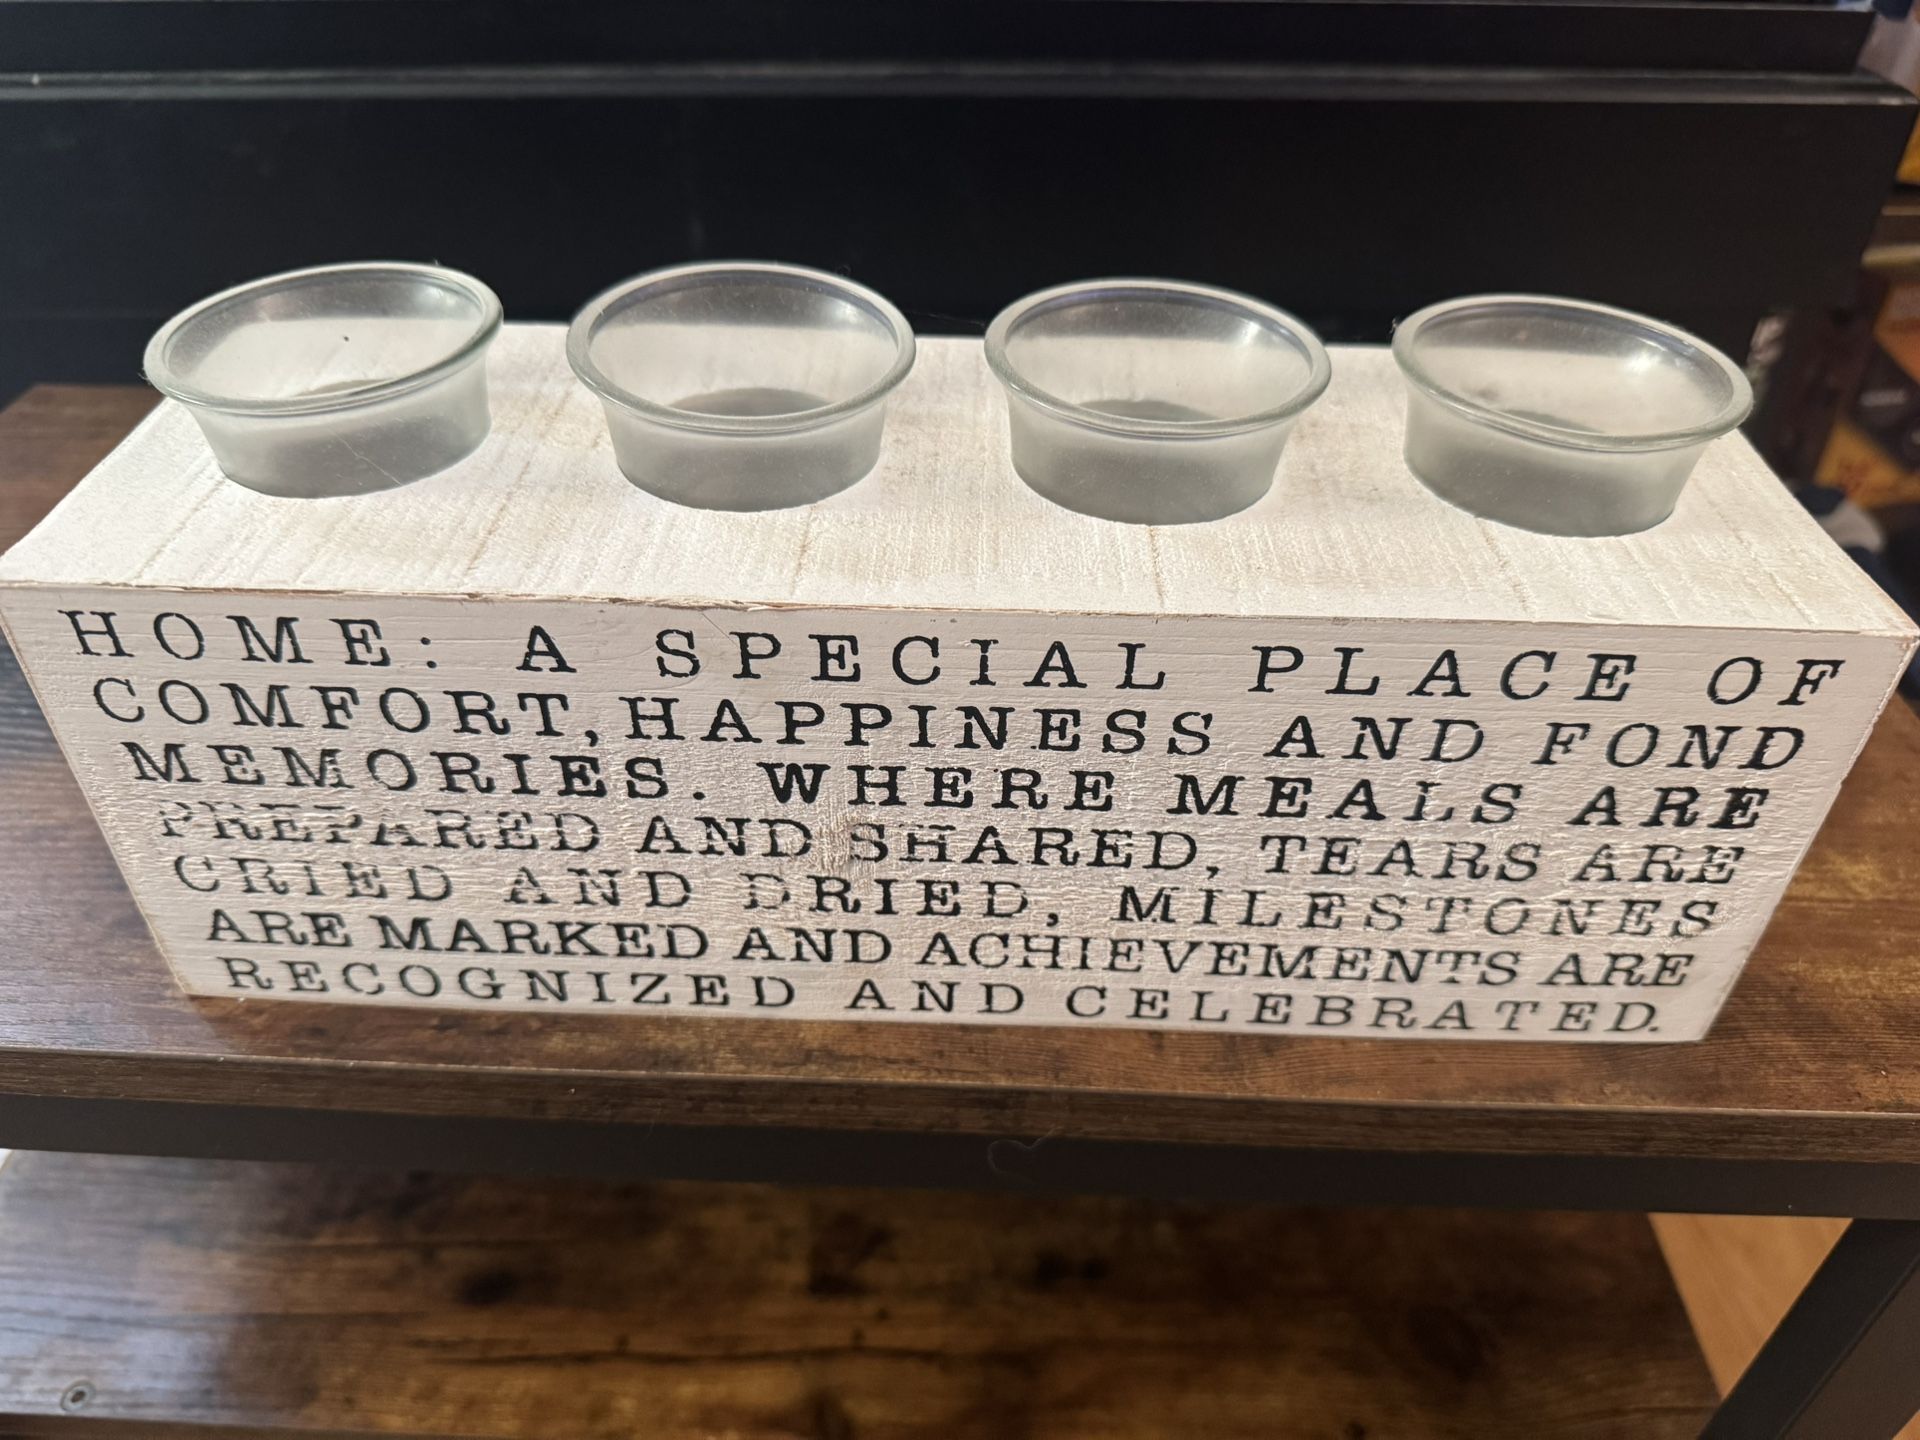 HOME: A SPECIAL PLACE OF
COMFORT, HAPPINESS AND FOND
MEMORIES. WHERE MEALS ARE
PREPARED AND SHARED, TEARS ARE
CRIED AND DRIED, MILESTONES
ARE MARKED AND ACHIEVEMENTS ARE
RECOGNIZED AND CELEBRATED.